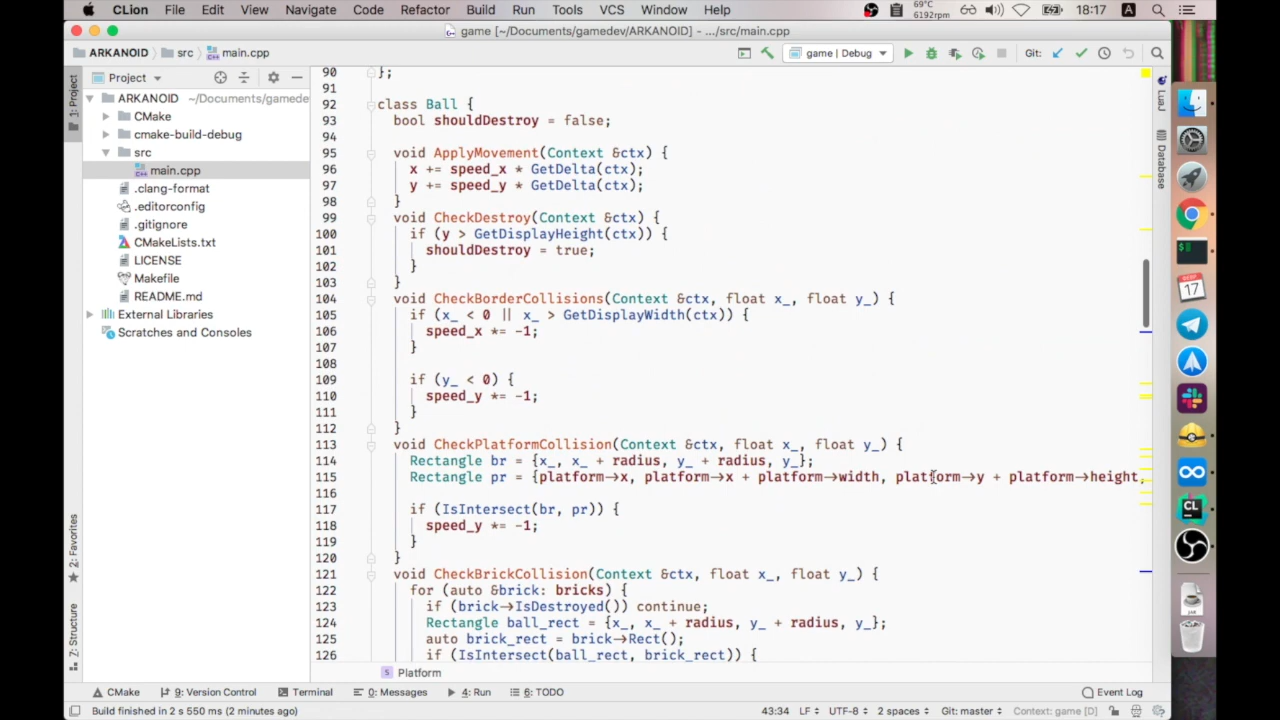 CLion File Edit View Navigate Code Refactor Build Run Tools VCS Window Help 69°C 6192rpm 18:17 A
game [~/Documents/gamedev/ARKANOID] - .../src/main.cpp
ARKANOID src main.cpp game | Debug Git:
Project
ARKANOID ~/Documents/gamede
CMake
cmake-build-debug
src
main.cpp
.clang-format
.editorconfig
.gitignore
CMakeLists.txt
LICENSE
Makefile
README.md
External Libraries
Scratches and Consoles
1: Project
2: Favorites
7: Structure
90 };
91
92 class Ball {
93 bool shouldDestroy = false;
94
95 void ApplyMovement(Context &ctx) {
96 x += speed_x * GetDelta(ctx);
97 y += speed_y * GetDelta(ctx);
98 }
99 void CheckDestroy(Context &ctx) {
100 if (y > GetDisplayHeight(ctx)) {
101 shouldDestroy = true;
102 }
103 }
104 void CheckBorderCollisions(Context &ctx, float x_, float y_) {
105 if (x_ < 0 || x_ > GetDisplayWidth(ctx)) {
106 speed_x *= -1;
107 }
108
109 if (y_ < 0) {
110 speed_y *= -1;
111 }
112 }
113 void CheckPlatformCollision(Context &ctx, float x_, float y_) {
114 Rectangle br = {x_, x_ + radius, y_ + radius, y_};
115 Rectangle pr = {platform->x, platform->x + platform->width, platform->y + platform->height,
116
117 if (IsIntersect(br, pr)) {
118 speed_y *= -1;
119 }
120 }
121 void CheckBrickCollision(Context &ctx, float x_, float y_) {
122 for (auto &brick: bricks) {
123 if (brick->IsDestroyed()) continue;
124 Rectangle ball_rect = {x_, x_ + radius, y_ + radius, y_};
125 auto brick_rect = brick->Rect();
126 if (IsIntersect(ball_rect, brick_rect)) {
S Platform
LuaJ
Database
17
CMake 9: Version Control Terminal 0: Messages 4: Run 6: TODO Event Log
Build finished in 2 s 550 ms (2 minutes ago) 43:34 LF UTF-8 2 spaces Git: master Context: game [D]